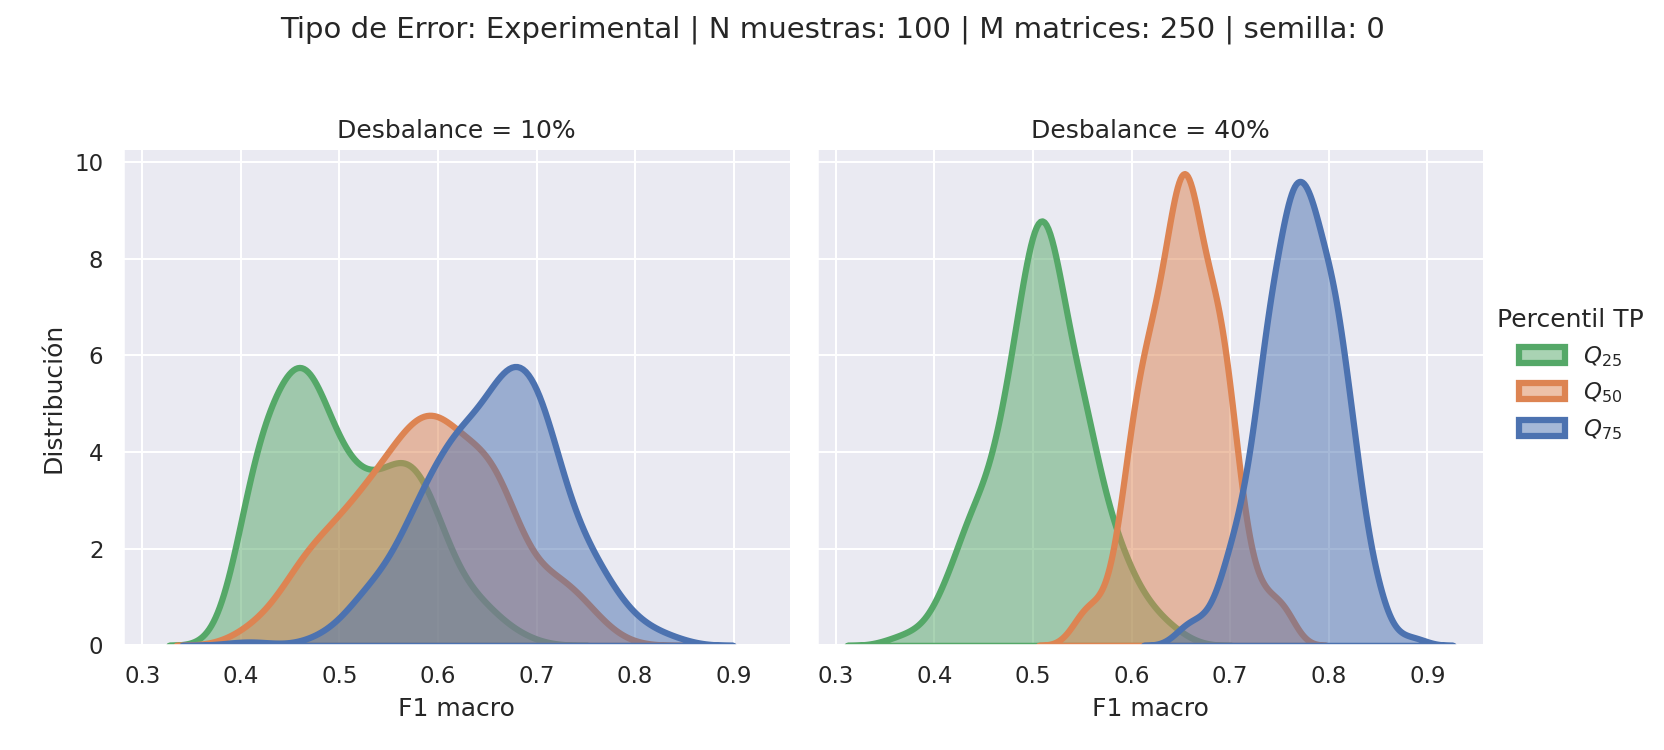 Tipo de Error: Experimental | N muestras: 100 | M matrices: 250 | semilla: 0
Desbalance = 10%
Desbalance = 40%
Distribución
10
8
6
4
2
0
0.3 0.4 0.5 0.6 0.7 0.8 0.9
0.3 0.4 0.5 0.6 0.7 0.8 0.9
F1 macro
F1 macro
Percentil TP
Q25
Q50
Q75